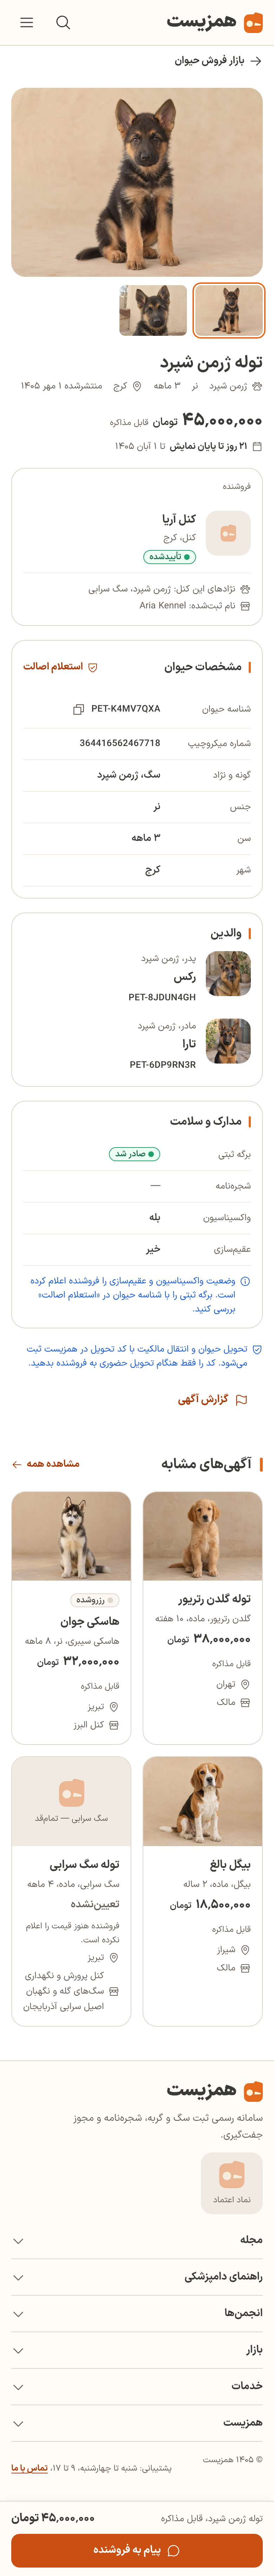 همزیست
بازار فروش حیوان
توله ژرمن شپرد
ژرمن شپرد نر ۳ ماهه کرج منتشرشده ۱ مهر ۱۴۰۵
۴۵,۰۰۰,۰۰۰ تومان قابل مذاکره
۲۱ روز تا پایان نمایش تا ۱ آبان ۱۴۰۵
فروشنده
کنل آریا
کنل، کرج
تأییدشده
نژادهای این کنل: ژرمن شپرد، سگ سرابی
نام ثبت‌شده: Aria Kennel
مشخصات حیوان
استعلام اصالت
شناسه حیوان PET-K4MV7QXA
شماره میکروچیپ 364416562467718
گونه و نژاد سگ، ژرمن شپرد
جنس نر
سن ۳ ماهه
شهر کرج
والدین
پدر، ژرمن شپرد
رکس
PET-8JDUN4GH
مادر، ژرمن شپرد
تارا
PET-6DP9RN3R
مدارک و سلامت
برگه ثبتی صادر شد
شجره‌نامه —
واکسیناسیون بله
عقیم‌سازی خیر
وضعیت واکسیناسیون و عقیم‌سازی را فروشنده اعلام کرده
است. برگه ثبتی را با شناسه حیوان در «استعلام اصالت»
بررسی کنید.
تحویل حیوان و انتقال مالکیت با کد تحویل در همزیست ثبت
می‌شود. کد را فقط هنگام تحویل حضوری به فروشنده بدهید.
گزارش آگهی
آگهی‌های مشابه
مشاهده همه
توله گلدن رتریور
گلدن رتریور، ماده، ۱۰ هفته
۳۸,۰۰۰,۰۰۰ تومان
قابل مذاکره
تهران
مالک
رزروشده
هاسکی جوان
هاسکی سیبری، نر، ۸ ماهه
۳۲,۰۰۰,۰۰۰ تومان
قابل مذاکره
تبریز
کنل البرز
بیگل بالغ
بیگل، ماده، ۲ ساله
۱۸,۵۰۰,۰۰۰ تومان
قابل مذاکره
شیراز
مالک
سگ سرابی — تمام‌قد
توله سگ سرابی
سگ سرابی، ماده، ۴ ماهه
تعیین‌نشده
فروشنده هنوز قیمت را اعلام
نکرده است.
تبریز
کنل پرورش و نگهداری
سگ‌های گله و نگهبان
اصیل سرابی آذربایجان
همزیست
سامانه رسمی ثبت سگ و گربه، شجره‌نامه و مجوز
جفت‌گیری.
نماد اعتماد
مجله
راهنمای دامپزشکی
انجمن‌ها
بازار
خدمات
همزیست
© ۱۴۰۵ همزیست
پشتیبانی: شنبه تا چهارشنبه، ۹ تا ۱۷، تماس با ما
توله ژرمن شپرد، قابل مذاکره ۴۵,۰۰۰,۰۰۰ تومان
پیام به فروشنده